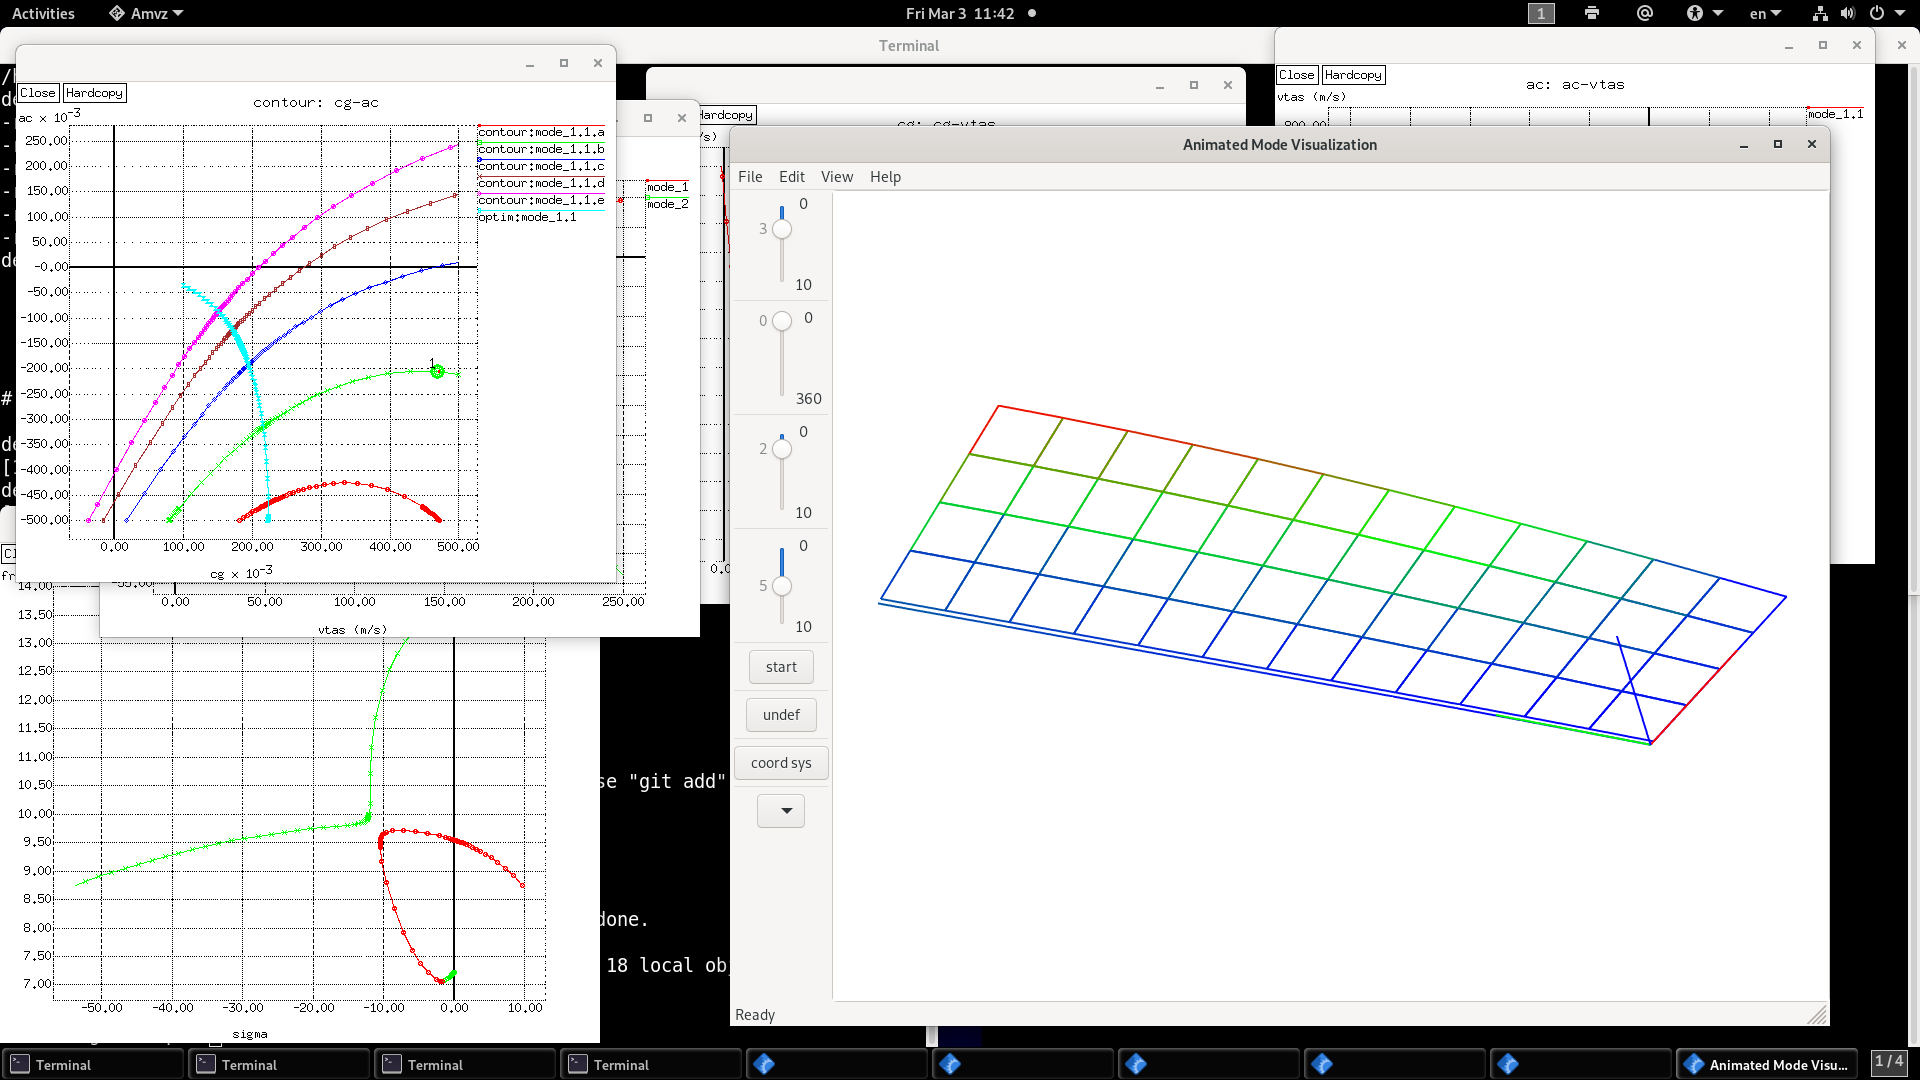 Activities
Amvz
Fri Mar 3 11:42
1
en
Terminal
Close
Hardcopy
contour: cg-ac
ac × 10-3
250.00
200.00
150.00
100.00
50.00
-0.00
-50.00
-100.00
-150.00
-200.00
-250.00
-300.00
-350.00
-400.00
-450.00
-500.00
0.00
100.00
200.00
300.00
400.00
500.00
cg × 10-3
1
contour:mode_1.1.a
contour:mode_1.1.b
contour:mode_1.1.c
contour:mode_1.1.d
contour:mode_1.1.e
optim:mode_1.1
mode_1
mode_2
0.00
50.00
100.00
150.00
200.00
250.00
vtas (m/s)
Hardcopy
cg: cg-vtas
Close
Hardcopy
ac: ac-vtas
vtas (m/s)
800.00
mode_1.1
14.00
13.50
13.00
12.50
12.00
11.50
11.00
10.50
10.00
9.50
9.00
8.50
8.00
7.50
7.00
-50.00
-40.00
-30.00
-20.00
-10.00
0.00
10.00
sigma
se "git add"
done.
18 local obj
#
Animated Mode Visualization
File
Edit
View
Help
0
3
10
0
0
360
0
2
10
0
5
10
start
undef
coord sys
Ready
Terminal
Terminal
Terminal
Terminal
Animated Mode Visu...
1 / 4